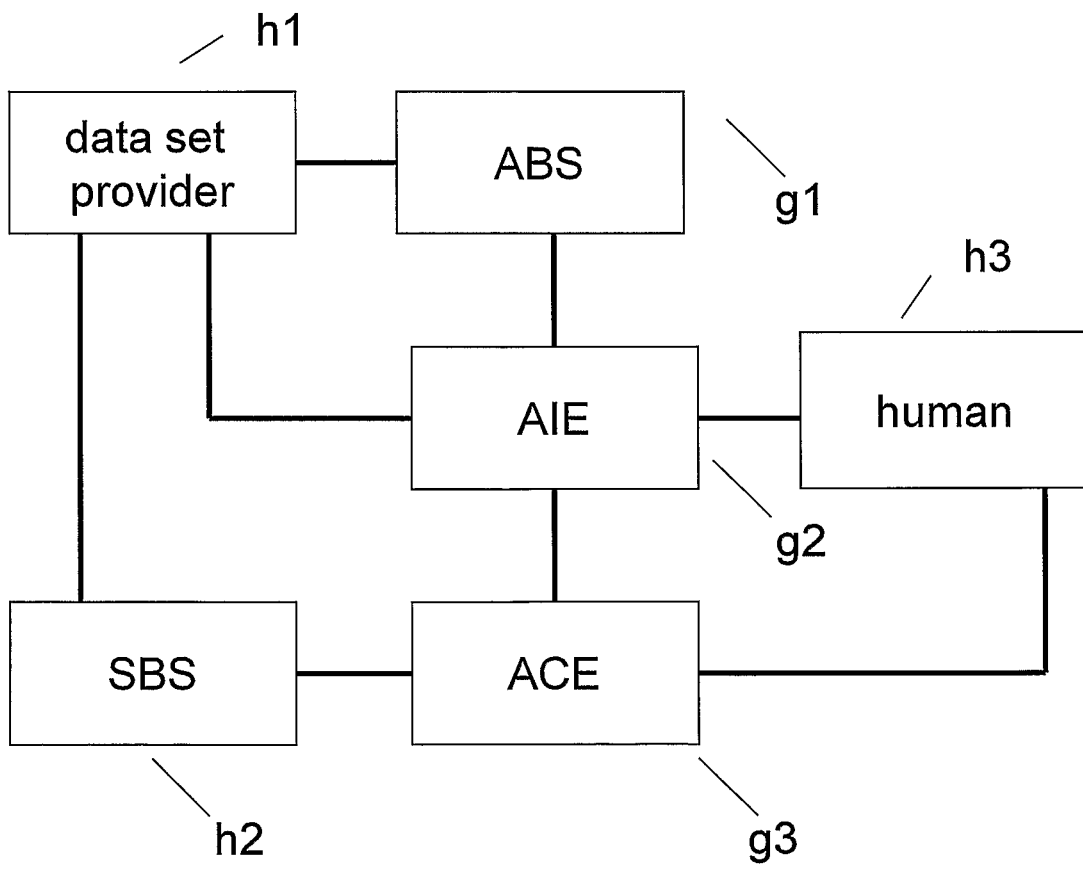 h1
data set
provider
ABS
g1
h3
AIE
human
g2
SBS
ACE
h2
g3